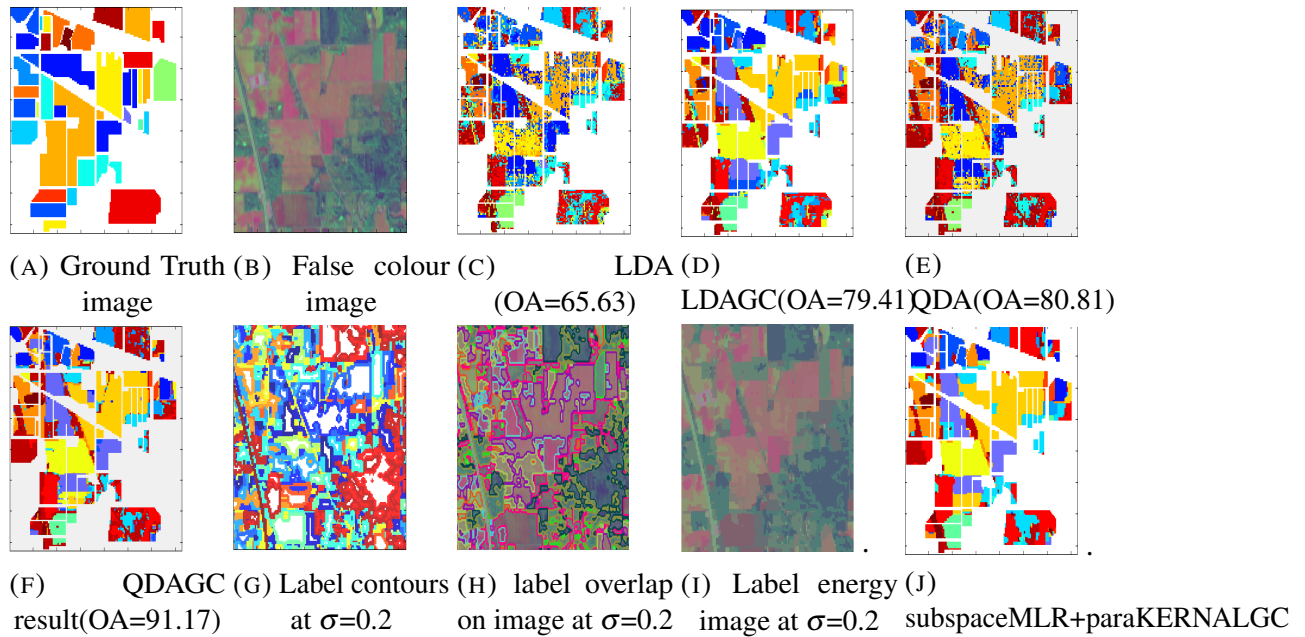 (A) Ground Truth image
(B) False colour image
(C) LDA (OA=65.63)
(D) LDAGC(OA=79.41)
(E) QDA(OA=80.81)
(F) QDAGC result(OA=91.17)
(G) Label contours at σ=0.2
(H) label overlap on image at σ=0.2
(I) Label energy image at σ=0.2
.
(J) subspaceMLR+paraKERNALGC
.